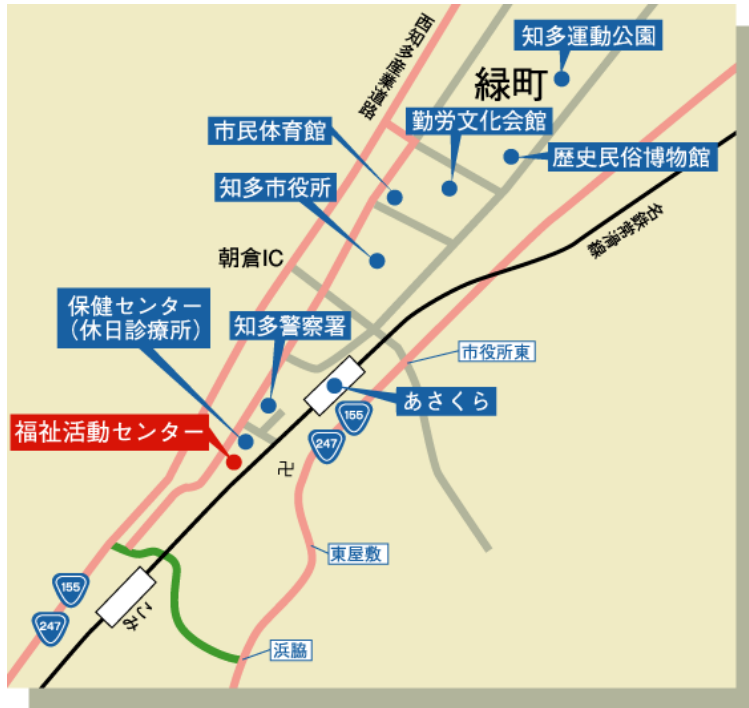 西知多産業道路
知多運動公園
緑町
勤労文化会館
市民体育館
歴史民俗博物館
知多市役所
名鉄常滑線
朝倉IC
保健センター
(休日診療所)
知多警察署
市役所東
あさくら
155
247
福祉活動センター
卍
東屋敷
155
247
こみ
浜脇